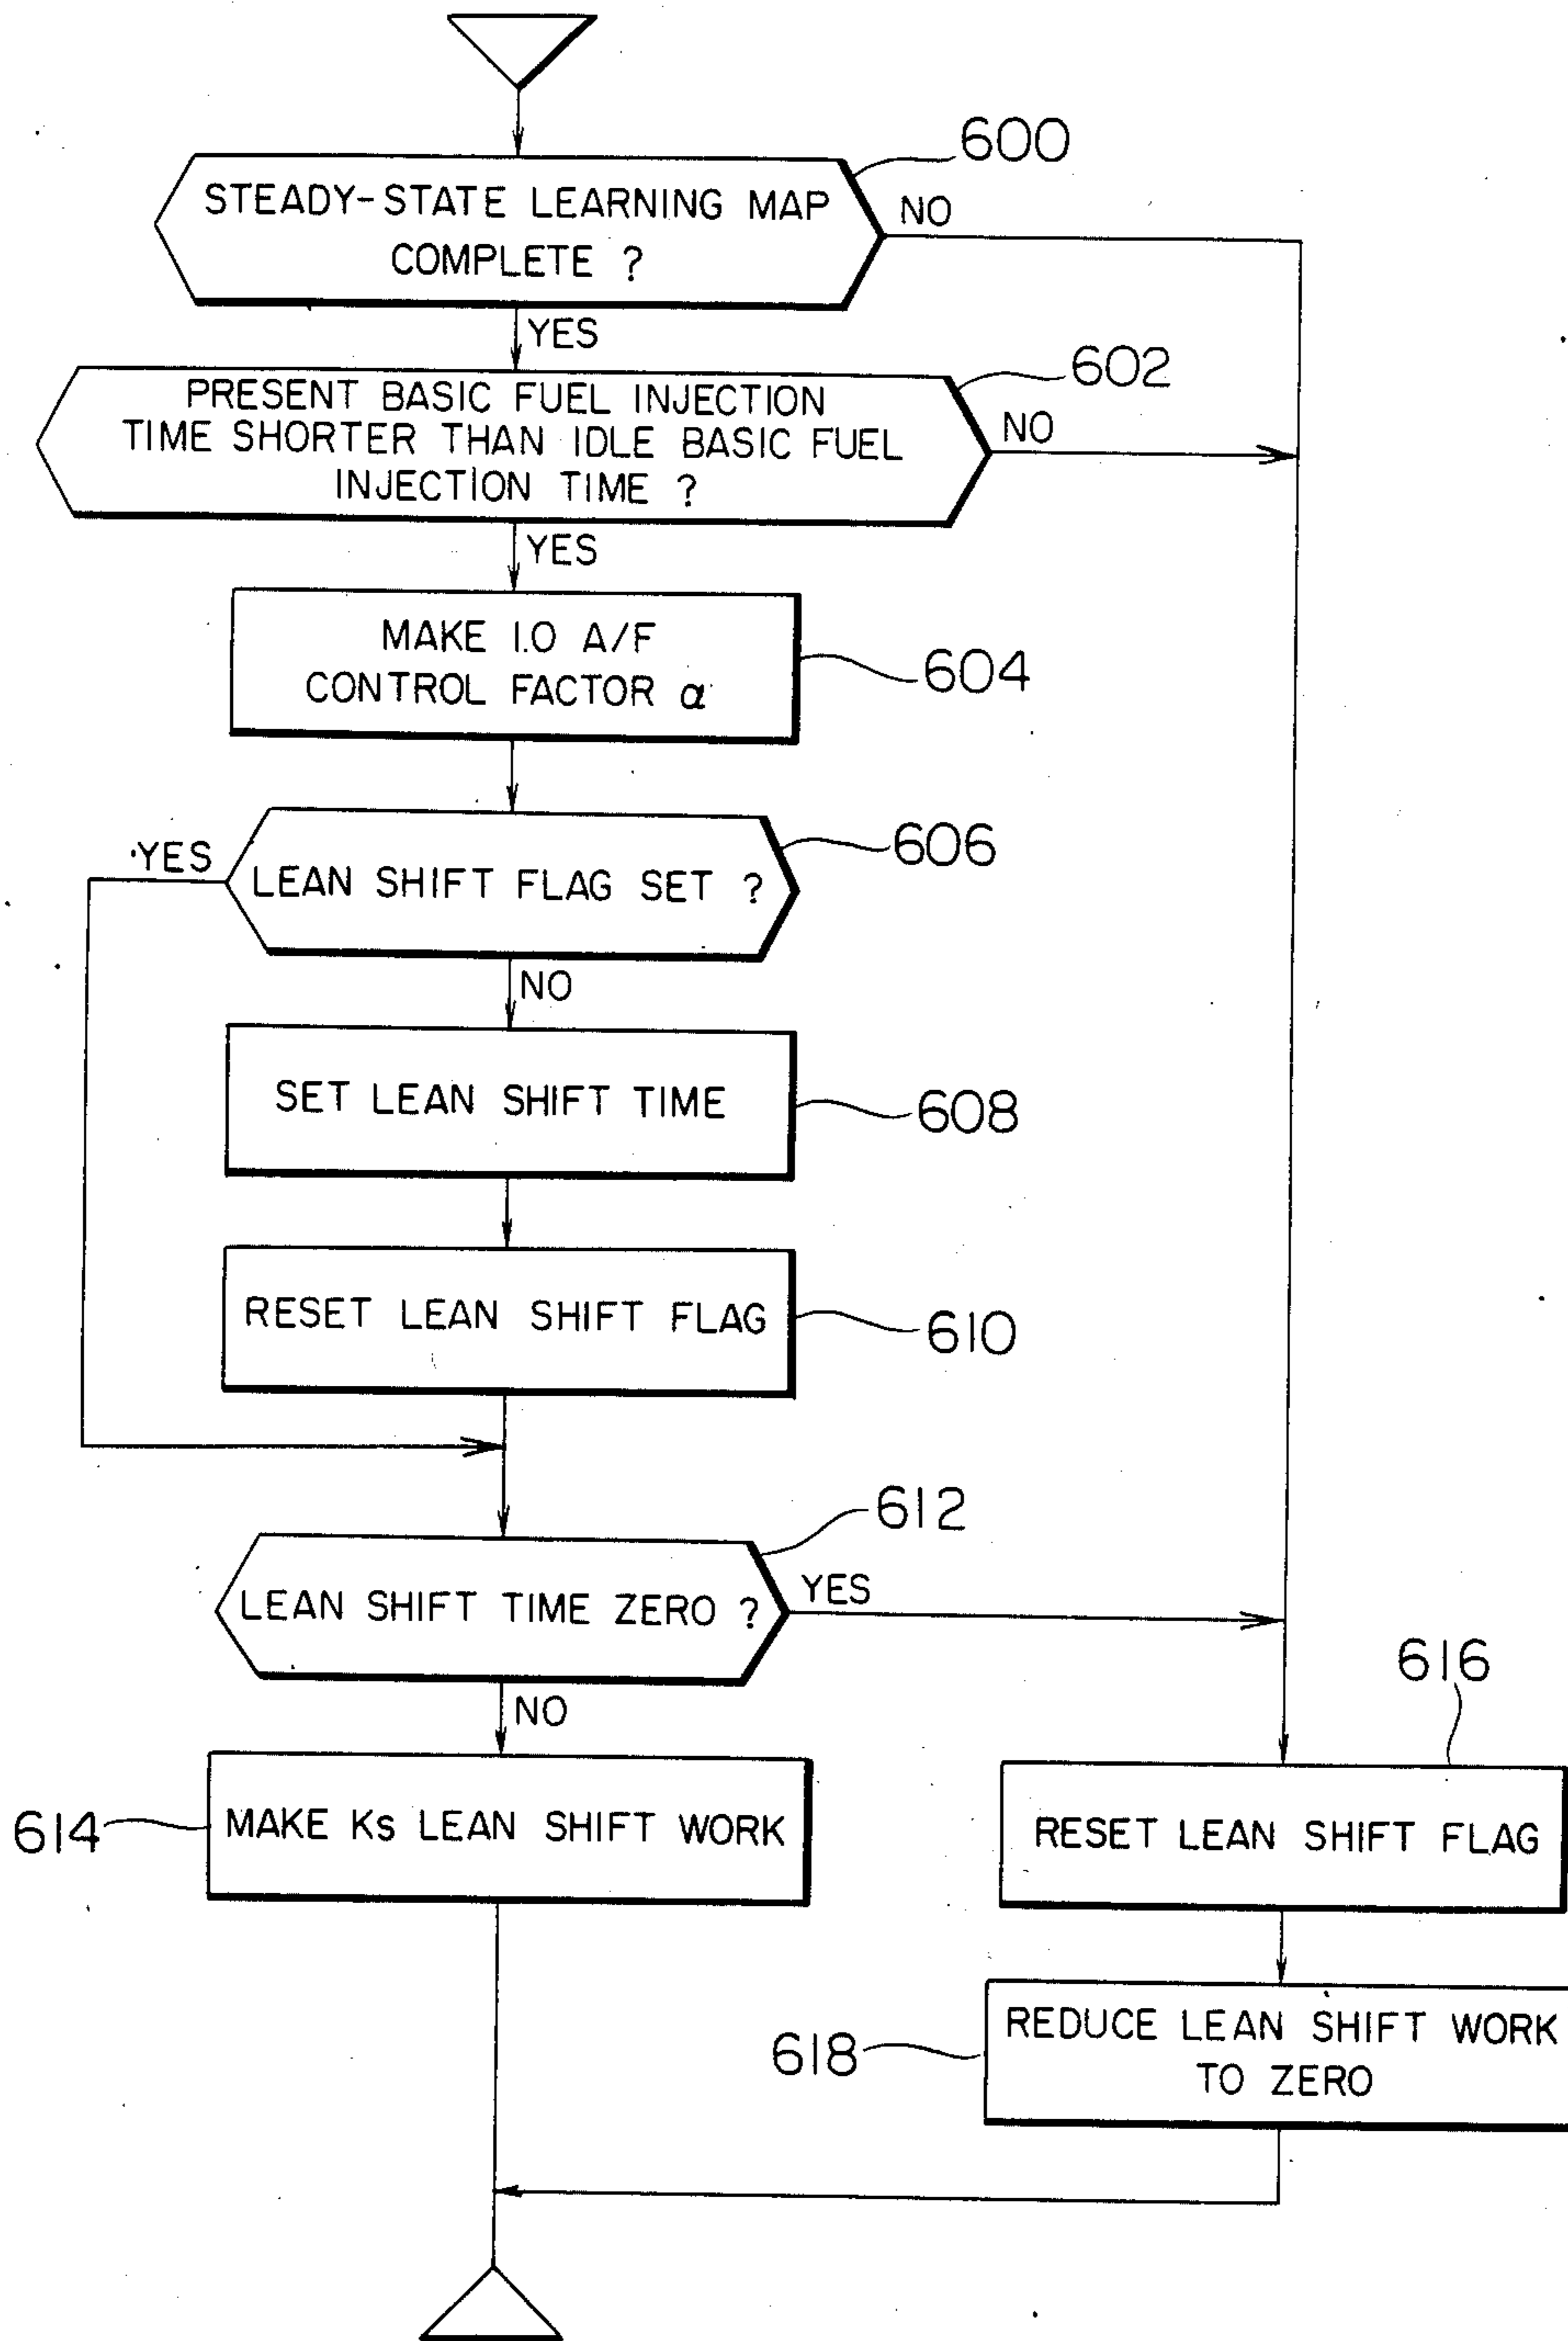 600
STEADY-STATE LEARNING MAP
COMPLETE ?
NO
YES
602
PRESENT BASIC FUEL INJECTION
TIME SHORTER THAN IDLE BASIC FUEL
INJECTION TIME ?
NO
YES
MAKE 1.0 A/F
CONTROL FACTOR α
604
YES
LEAN SHIFT FLAG SET ?
606
NO
SET LEAN SHIFT TIME
608
RESET LEAN SHIFT FLAG
610
612
LEAN SHIFT TIME ZERO ?
YES
NO
616
614
MAKE Ks LEAN SHIFT WORK
RESET LEAN SHIFT FLAG
618
REDUCE LEAN SHIFT WORK
TO ZERO